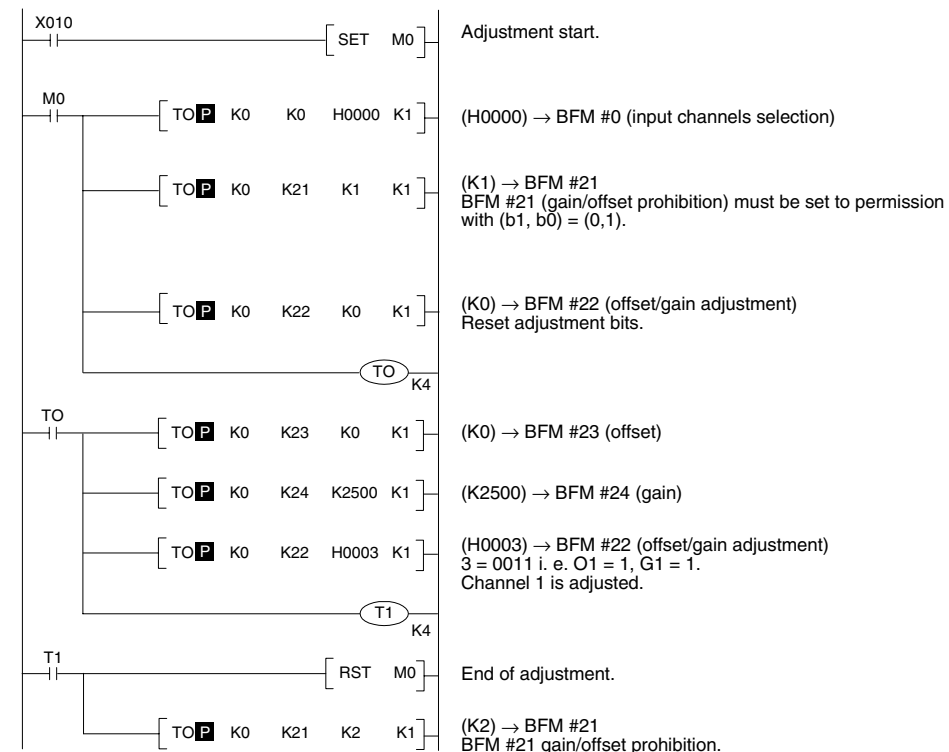 X010
SET M0
Adjustment start.
M0
TO P K0 K0 H0000 K1
(H0000) → BFM #0 (input channels selection)
TO P K0 K21 K1 K1
(K1) → BFM #21
BFM #21 (gain/offset prohibition) must be set to permission
with (b1, b0) = (0,1).
TO P K0 K22 K0 K1
(K0) → BFM #22 (offset/gain adjustment)
Reset adjustment bits.
TO
K4
TO
TO P K0 K23 K0 K1
(K0) → BFM #23 (offset)
TO P K0 K24 K2500 K1
(K2500) → BFM #24 (gain)
TO P K0 K22 H0003 K1
(H0003) → BFM #22 (offset/gain adjustment)
3 = 0011 i. e. O1 = 1, G1 = 1.
Channel 1 is adjusted.
T1
K4
T1
RST M0
End of adjustment.
TO P K0 K21 K2 K1
(K2) → BFM #21
BFM #21 gain/offset prohibition.